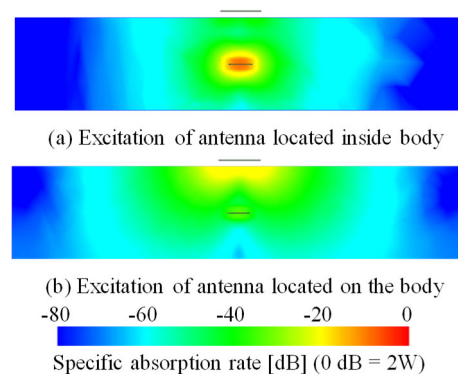 (a) Excitation of antenna located inside body
(b) Excitation of antenna located on the body
-80 -60 -40 -20 0
Specific absorption rate [dB] (0 dB = 2W)